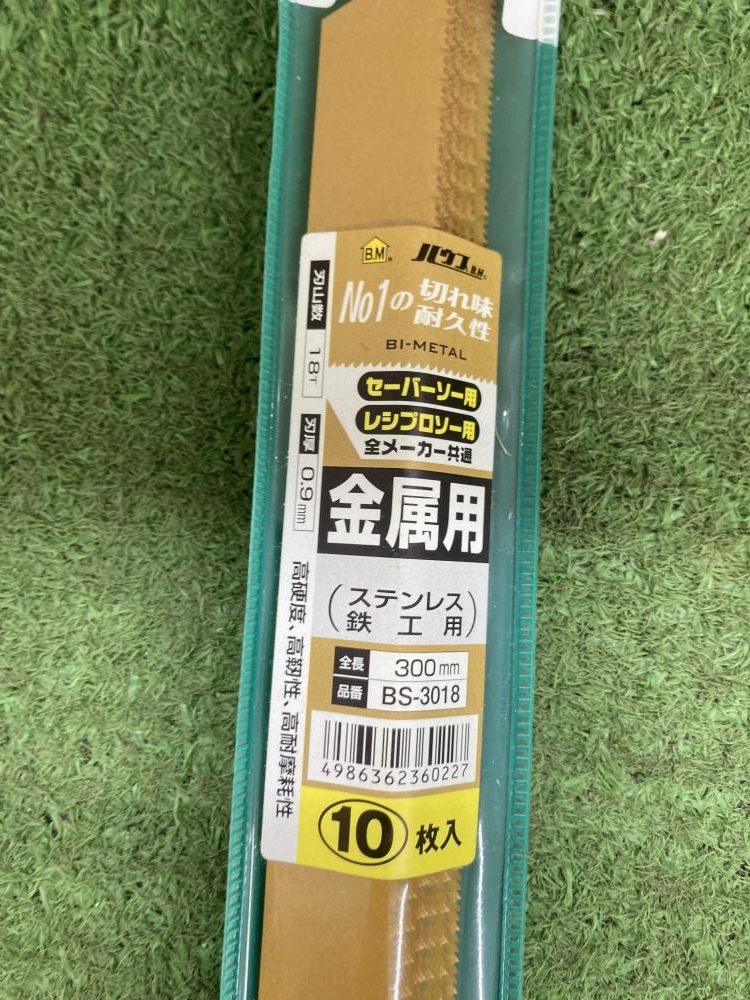 B.M®
ハウスB.M®
No1の切れ味
耐久性
BI-METAL
セーバーソー用
レシプロソー用
全メーカー共通
金属用
(ステンレス
鉄工用)
全長 300mm
品番 BS-3018
4986362360227
10枚入
刃山数 18T
刃厚 0.9mm
高硬度、高靭性、高耐摩耗性